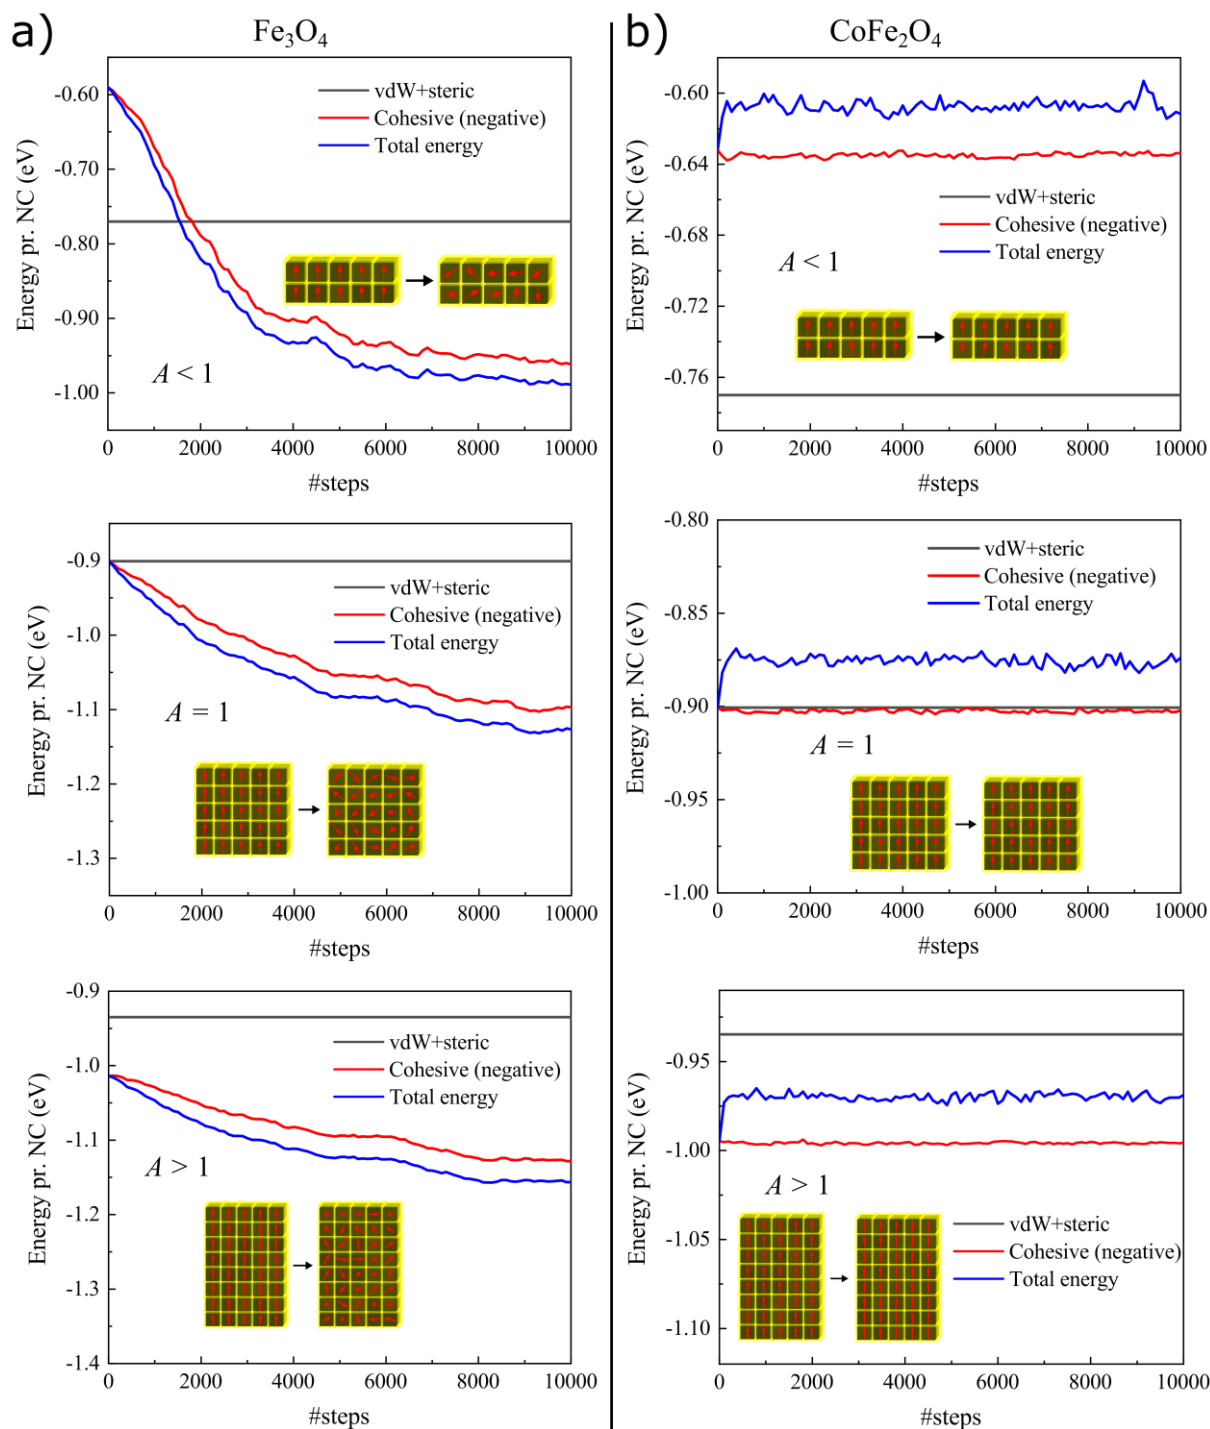 a)
Fe₃O₄
-0.60
-0.70
-0.80
-0.90
-1.00
Energy pr. NC (eV)
vdW+steric
Cohesive (negative)
Total energy
A < 1
0 2000 4000 6000 8000 10000
#steps
-0.9
-1.0
-1.1
-1.2
-1.3
Energy pr. NC (eV)
vdW+steric
Cohesive (negative)
Total energy
A = 1
0 2000 4000 6000 8000 10000
#steps
-0.9
-1.0
-1.1
-1.2
-1.3
-1.4
Energy pr. NC (eV)
vdW+steric
Cohesive (negative)
Total energy
A > 1
0 2000 4000 6000 8000 10000
#steps
b)
CoFe₂O₄
-0.60
-0.64
-0.68
-0.72
-0.76
Energy pr. NC (eV)
vdW+steric
Cohesive (negative)
Total energy
A < 1
0 2000 4000 6000 8000 10000
#steps
-0.80
-0.85
-0.90
-0.95
-1.00
Energy pr. NC (eV)
vdW+steric
Cohesive (negative)
Total energy
A = 1
0 2000 4000 6000 8000 10000
#steps
-0.95
-1.00
-1.05
-1.10
Energy pr. NC (eV)
A > 1
vdW+steric
Cohesive (negative)
Total energy
0 2000 4000 6000 8000 10000
#steps